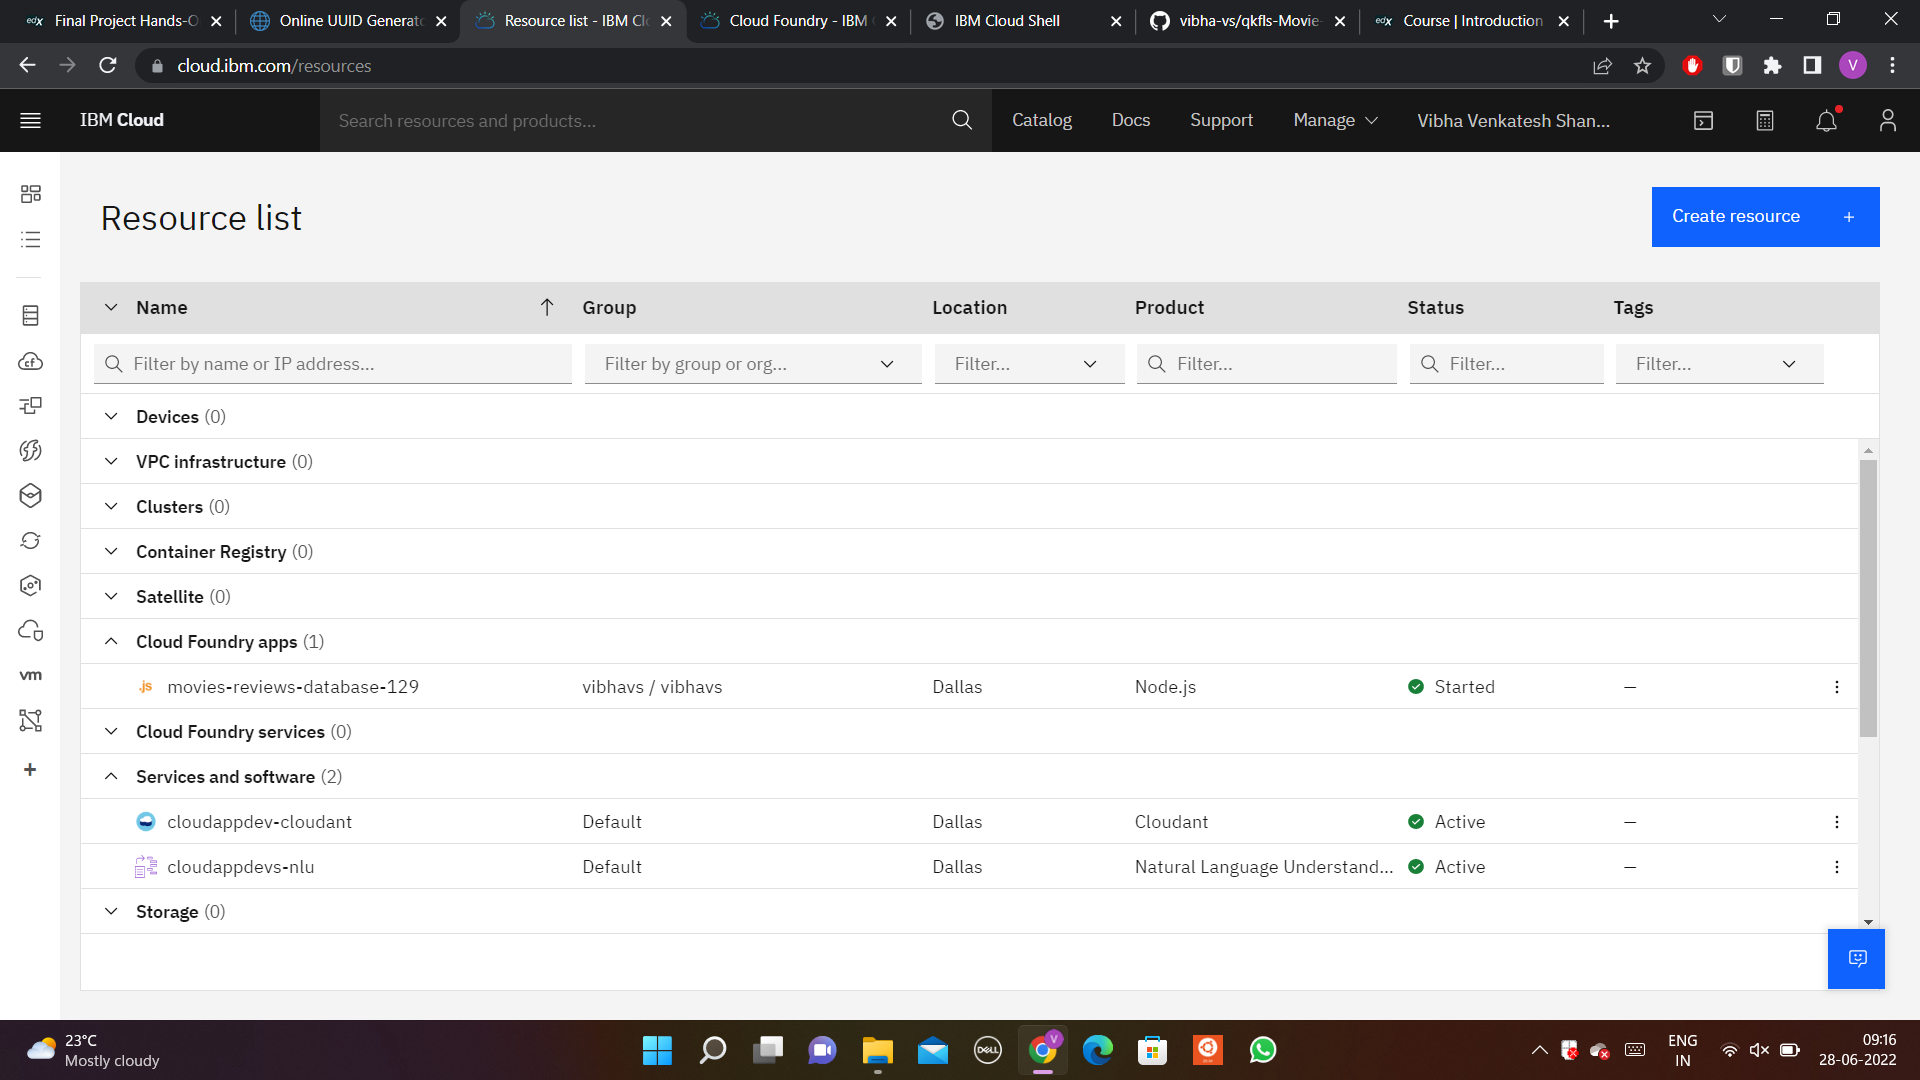 edX Final Project Hands-O
Online UUID Generato
Resource list - IBM Clo
Cloud Foundry - IBM C
IBM Cloud Shell
vibha-vs/qkfls-Movie-
edX Course | Introduction
cloud.ibm.com/resources
V
IBM Cloud
Search resources and products...
Catalog
Docs
Support
Manage
Vibha Venkatesh Shan...
Resource list
Create resource +
Name Group Location Product Status Tags
Filter by name or IP address... Filter by group or org... Filter... Filter... Filter... Filter...
Devices (0)
VPC infrastructure (0)
Clusters (0)
Container Registry (0)
Satellite (0)
Cloud Foundry apps (1)
.js movies-reviews-database-129 vibhavs / vibhavs Dallas Node.js Started —
Cloud Foundry services (0)
Services and software (2)
cloudappdev-cloudant Default Dallas Cloudant Active —
cloudappdevs-nlu Default Dallas Natural Language Understand... Active —
Storage (0)
cf
vm
23°C
Mostly cloudy
DELL
V
ENG
IN
09:16
28-06-2022